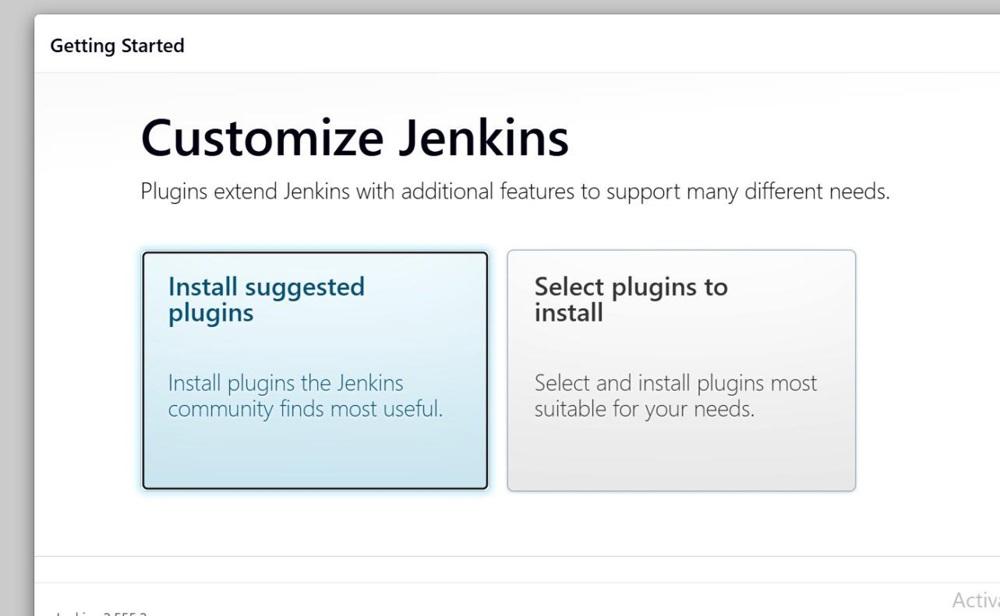 Getting Started
Customize Jenkins
Plugins extend Jenkins with additional features to support many different needs.
Install suggested
plugins
Select plugins to
install
Install plugins the Jenkins
community finds most useful.
Select and install plugins most
suitable for your needs.